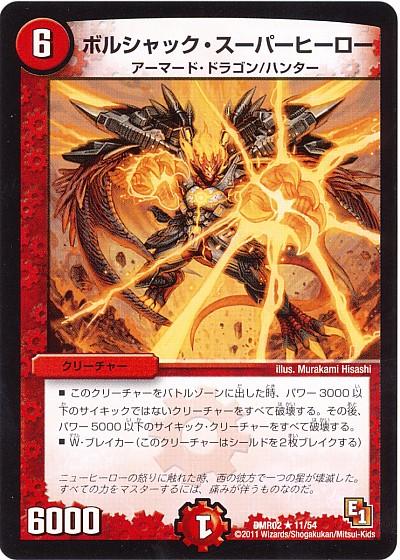 6
ボルシャック・スーパーヒーロー
アーマード・ドラゴン/ハンター
クリーチャー
illus. Murakami Hisashi
■ このクリーチャーをバトルゾーンに出した時、パワー3000以
下のサイキックではないクリーチャーをすべて破壊する。その後、
パワー5000以下のサイキック・クリーチャーをすべて破壊する。
■ W・ブレイカー(このクリーチャーはシールドを2枚ブレイクする)
ニューヒーローの怒りに触れた時、西の彼方で一つの星が壊滅した。
すべての力をマスターするには、痛みが伴うものなのだ。
6000
1
E1
DMR02 ★ 11/54
©2011 Wizards/Shogakukan/Mitsui-Kids